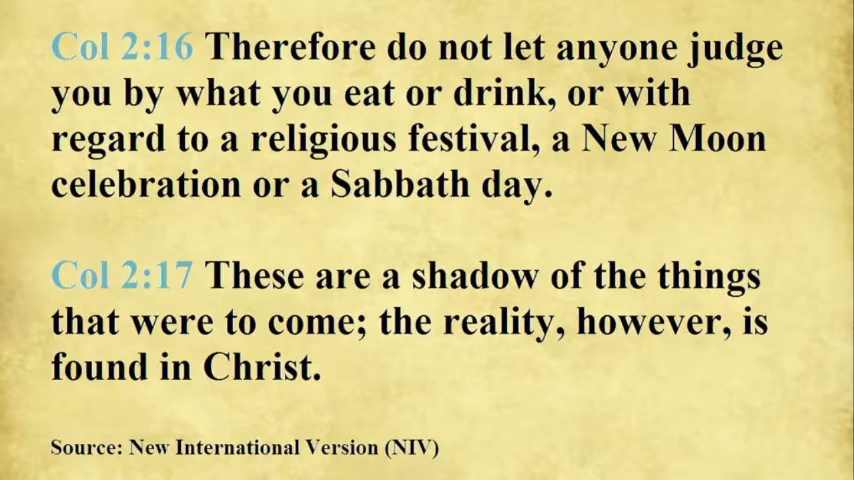 Col 2:16 Therefore do not let anyone judge
you by what you eat or drink, or with
regard to a religious festival, a New Moon
celebration or a Sabbath day.
Col 2:17 These are a shadow of the things
that were to come; the reality, however, is
found in Christ.
Source: New International Version (NIV)